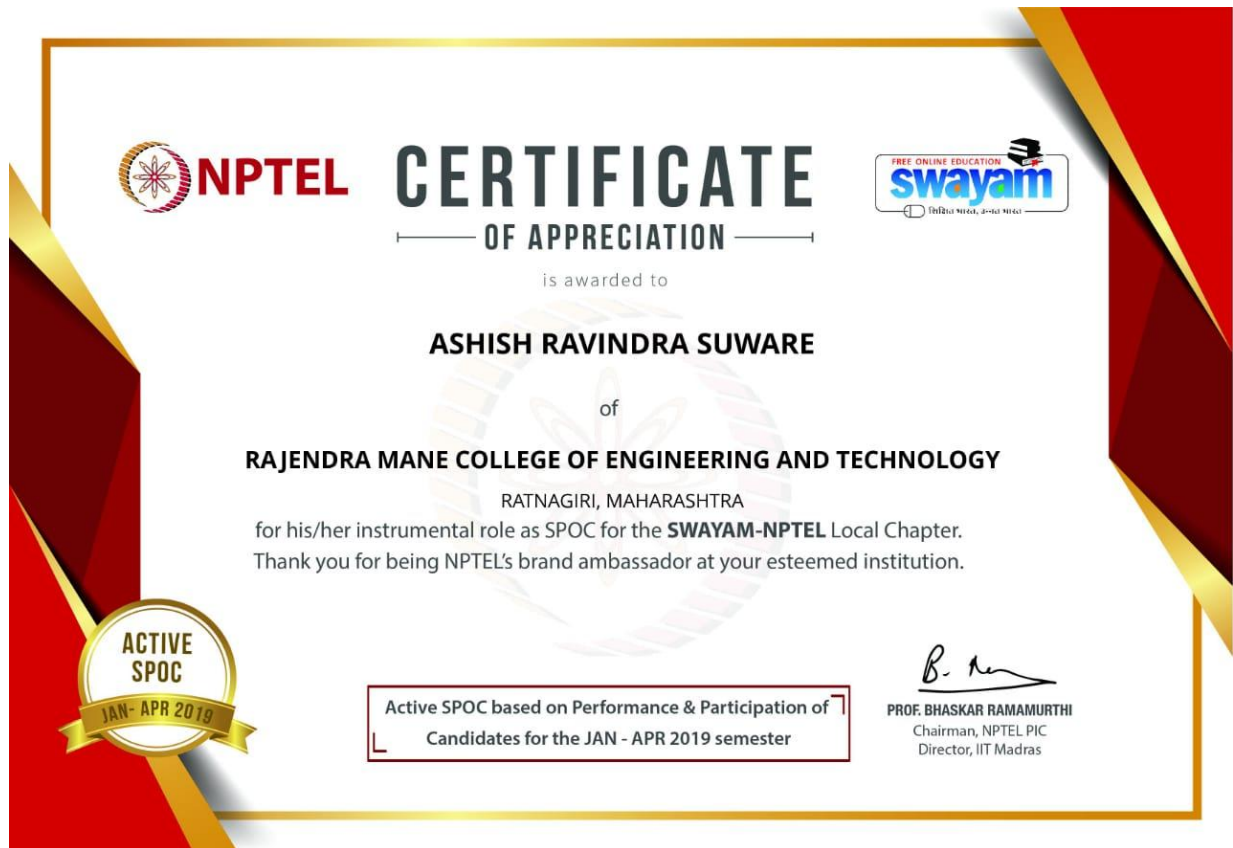 NPTEL
CERTIFICATE
OF APPRECIATION
FREE ONLINE EDUCATION
swayam
शिक्षित भारत, उन्नत भारत
is awarded to
ASHISH RAVINDRA SUWARE
of
RAJENDRA MANE COLLEGE OF ENGINEERING AND TECHNOLOGY
RATNAGIRI, MAHARASHTRA
for his/her instrumental role as SPOC for the SWAYAM-NPTEL Local Chapter.
Thank you for being NPTEL's brand ambassador at your esteemed institution.
ACTIVE
SPOC
JAN- APR 2019
Active SPOC based on Performance & Participation of
Candidates for the JAN - APR 2019 semester
PROF. BHASKAR RAMAMURTHI
Chairman, NPTEL PIC
Director, IIT Madras